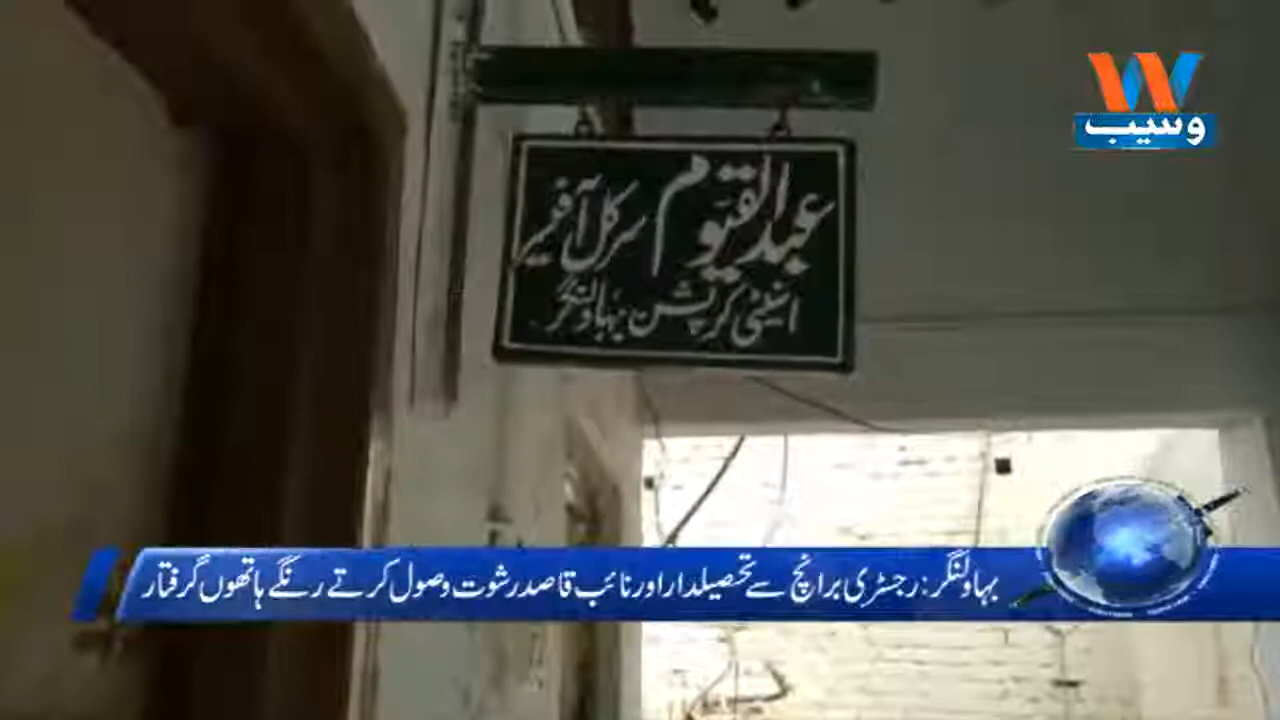 وسیب
عبدالقیوم سرکل آفیسر
اینٹی کرپشن بہاولنگر
بہاولنگر: رجسٹری برانچ سے تحصیلدار اور نائب قاصد رشوت وصول کرتے رنگے ہاتھوں گرفتار